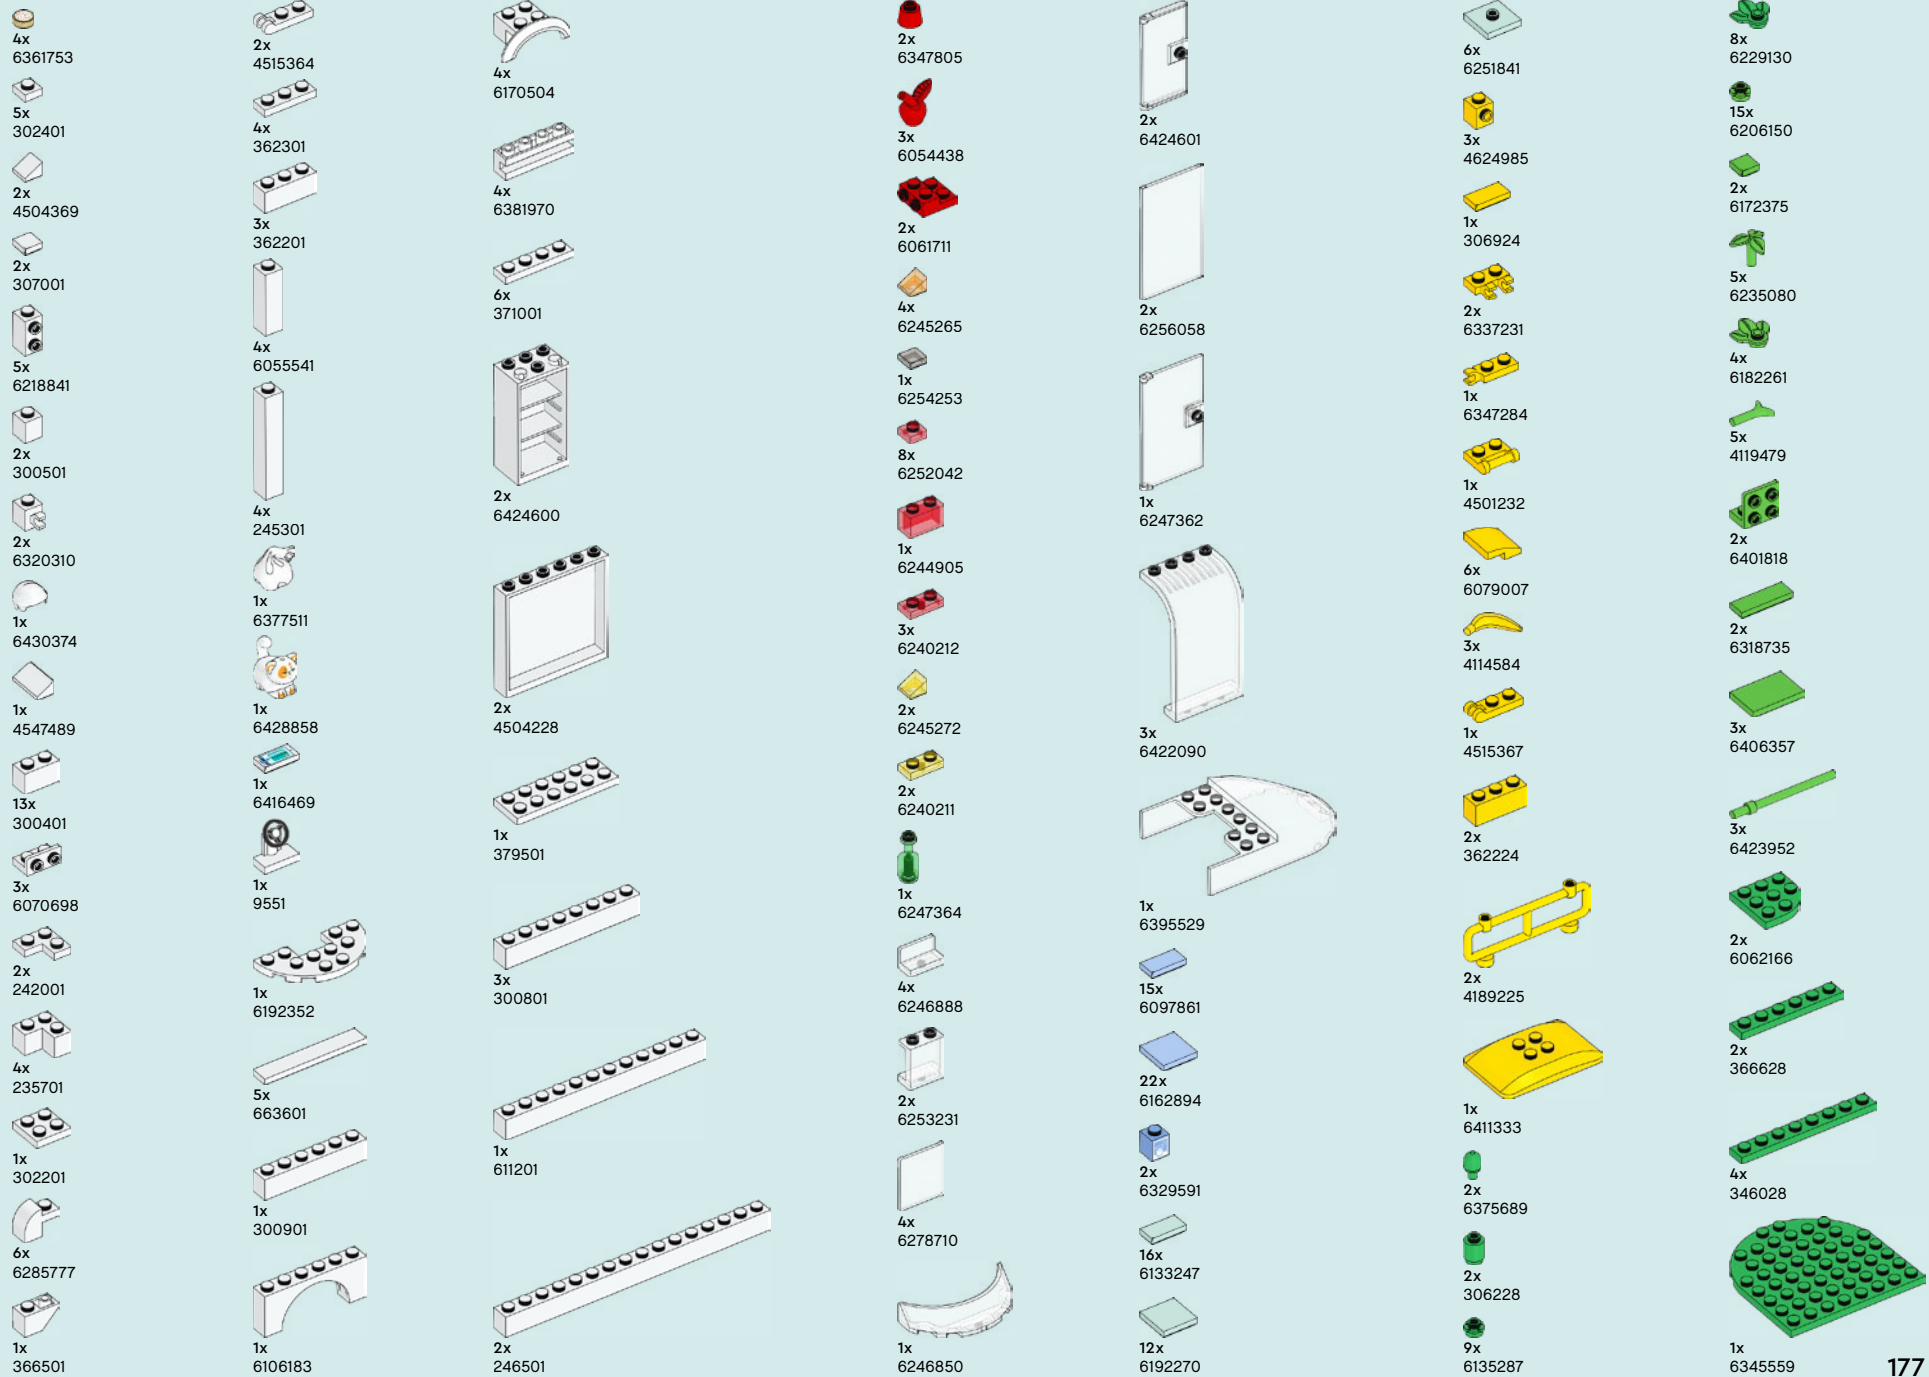 4x
6361753
5x
302401
2x
4504369
2x
307001
5x
6218841
2x
300501
2x
6320310
1x
6430374
1x
4547489
13x
300401
3x
6070698
2x
242001
4x
235701
1x
302201
6x
6285777
1x
366501
2x
4515364
4x
362301
3x
362201
4x
6055541
4x
245301
1x
6377511
1x
6428858
1x
6416469
1x
9551
1x
6192352
5x
663601
1x
300901
1x
6106183
4x
6170504
4x
6381970
6x
371001
2x
6424600
2x
4504228
1x
379501
3x
300801
1x
611201
2x
246501
2x
6347805
3x
6054438
2x
6061711
4x
6245265
1x
6254253
8x
6252042
1x
6244905
3x
6240212
2x
6245272
2x
6240211
1x
6247364
4x
6246888
2x
6253231
4x
6278710
1x
6246850
2x
6424601
2x
6256058
1x
6247362
3x
6422090
1x
6395529
15x
6097861
22x
6162894
2x
6329591
16x
6133247
12x
6192270
6x
6251841
3x
4624985
1x
306924
2x
6337231
1x
6347284
1x
4501232
6x
6079007
3x
4114584
1x
4515367
2x
362224
2x
4189225
1x
6411333
2x
6375689
2x
306228
9x
6135287
8x
6229130
15x
6206150
2x
6172375
5x
6235080
4x
6182261
5x
4119479
2x
6401818
2x
6318735
3x
6406357
3x
6423952
2x
6062166
2x
366628
4x
346028
1x
6345559
177